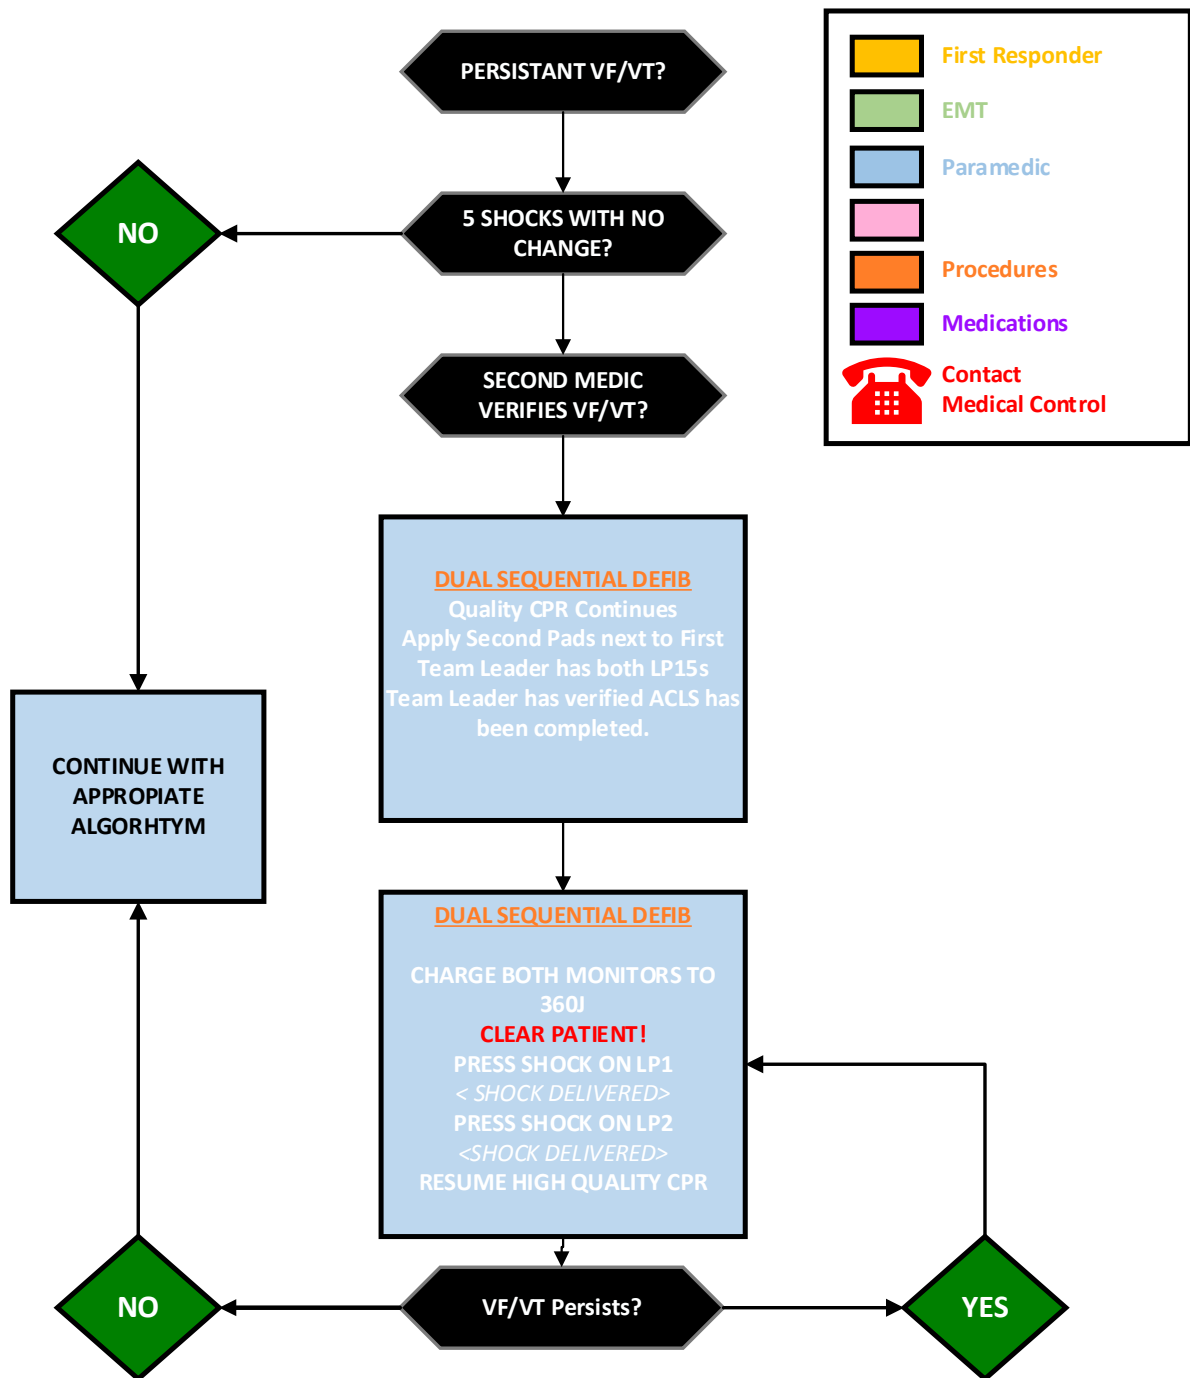 PERSISTANT VF/VT?
5 SHOCKS WITH NO
CHANGE?
NO
SECOND MEDIC
VERIFIES VF/VT?
DUAL SEQUENTIAL DEFIB
Quality CPR Continues
Apply Second Pads next to First
Team Leader has both LP15s
Team Leader has verified ACLS has
been completed.
CONTINUE WITH
APPROPIATE
ALGORHTYM
DUAL SEQUENTIAL DEFIB
CHARGE BOTH MONITORS TO
360J
CLEAR PATIENT!
PRESS SHOCK ON LP1
< SHOCK DELIVERED>
PRESS SHOCK ON LP2
<SHOCK DELIVERED>
RESUME HIGH QUALITY CPR
NO
VF/VT Persists?
YES
First Responder
EMT
Paramedic
Procedures
Medications
Contact
Medical Control